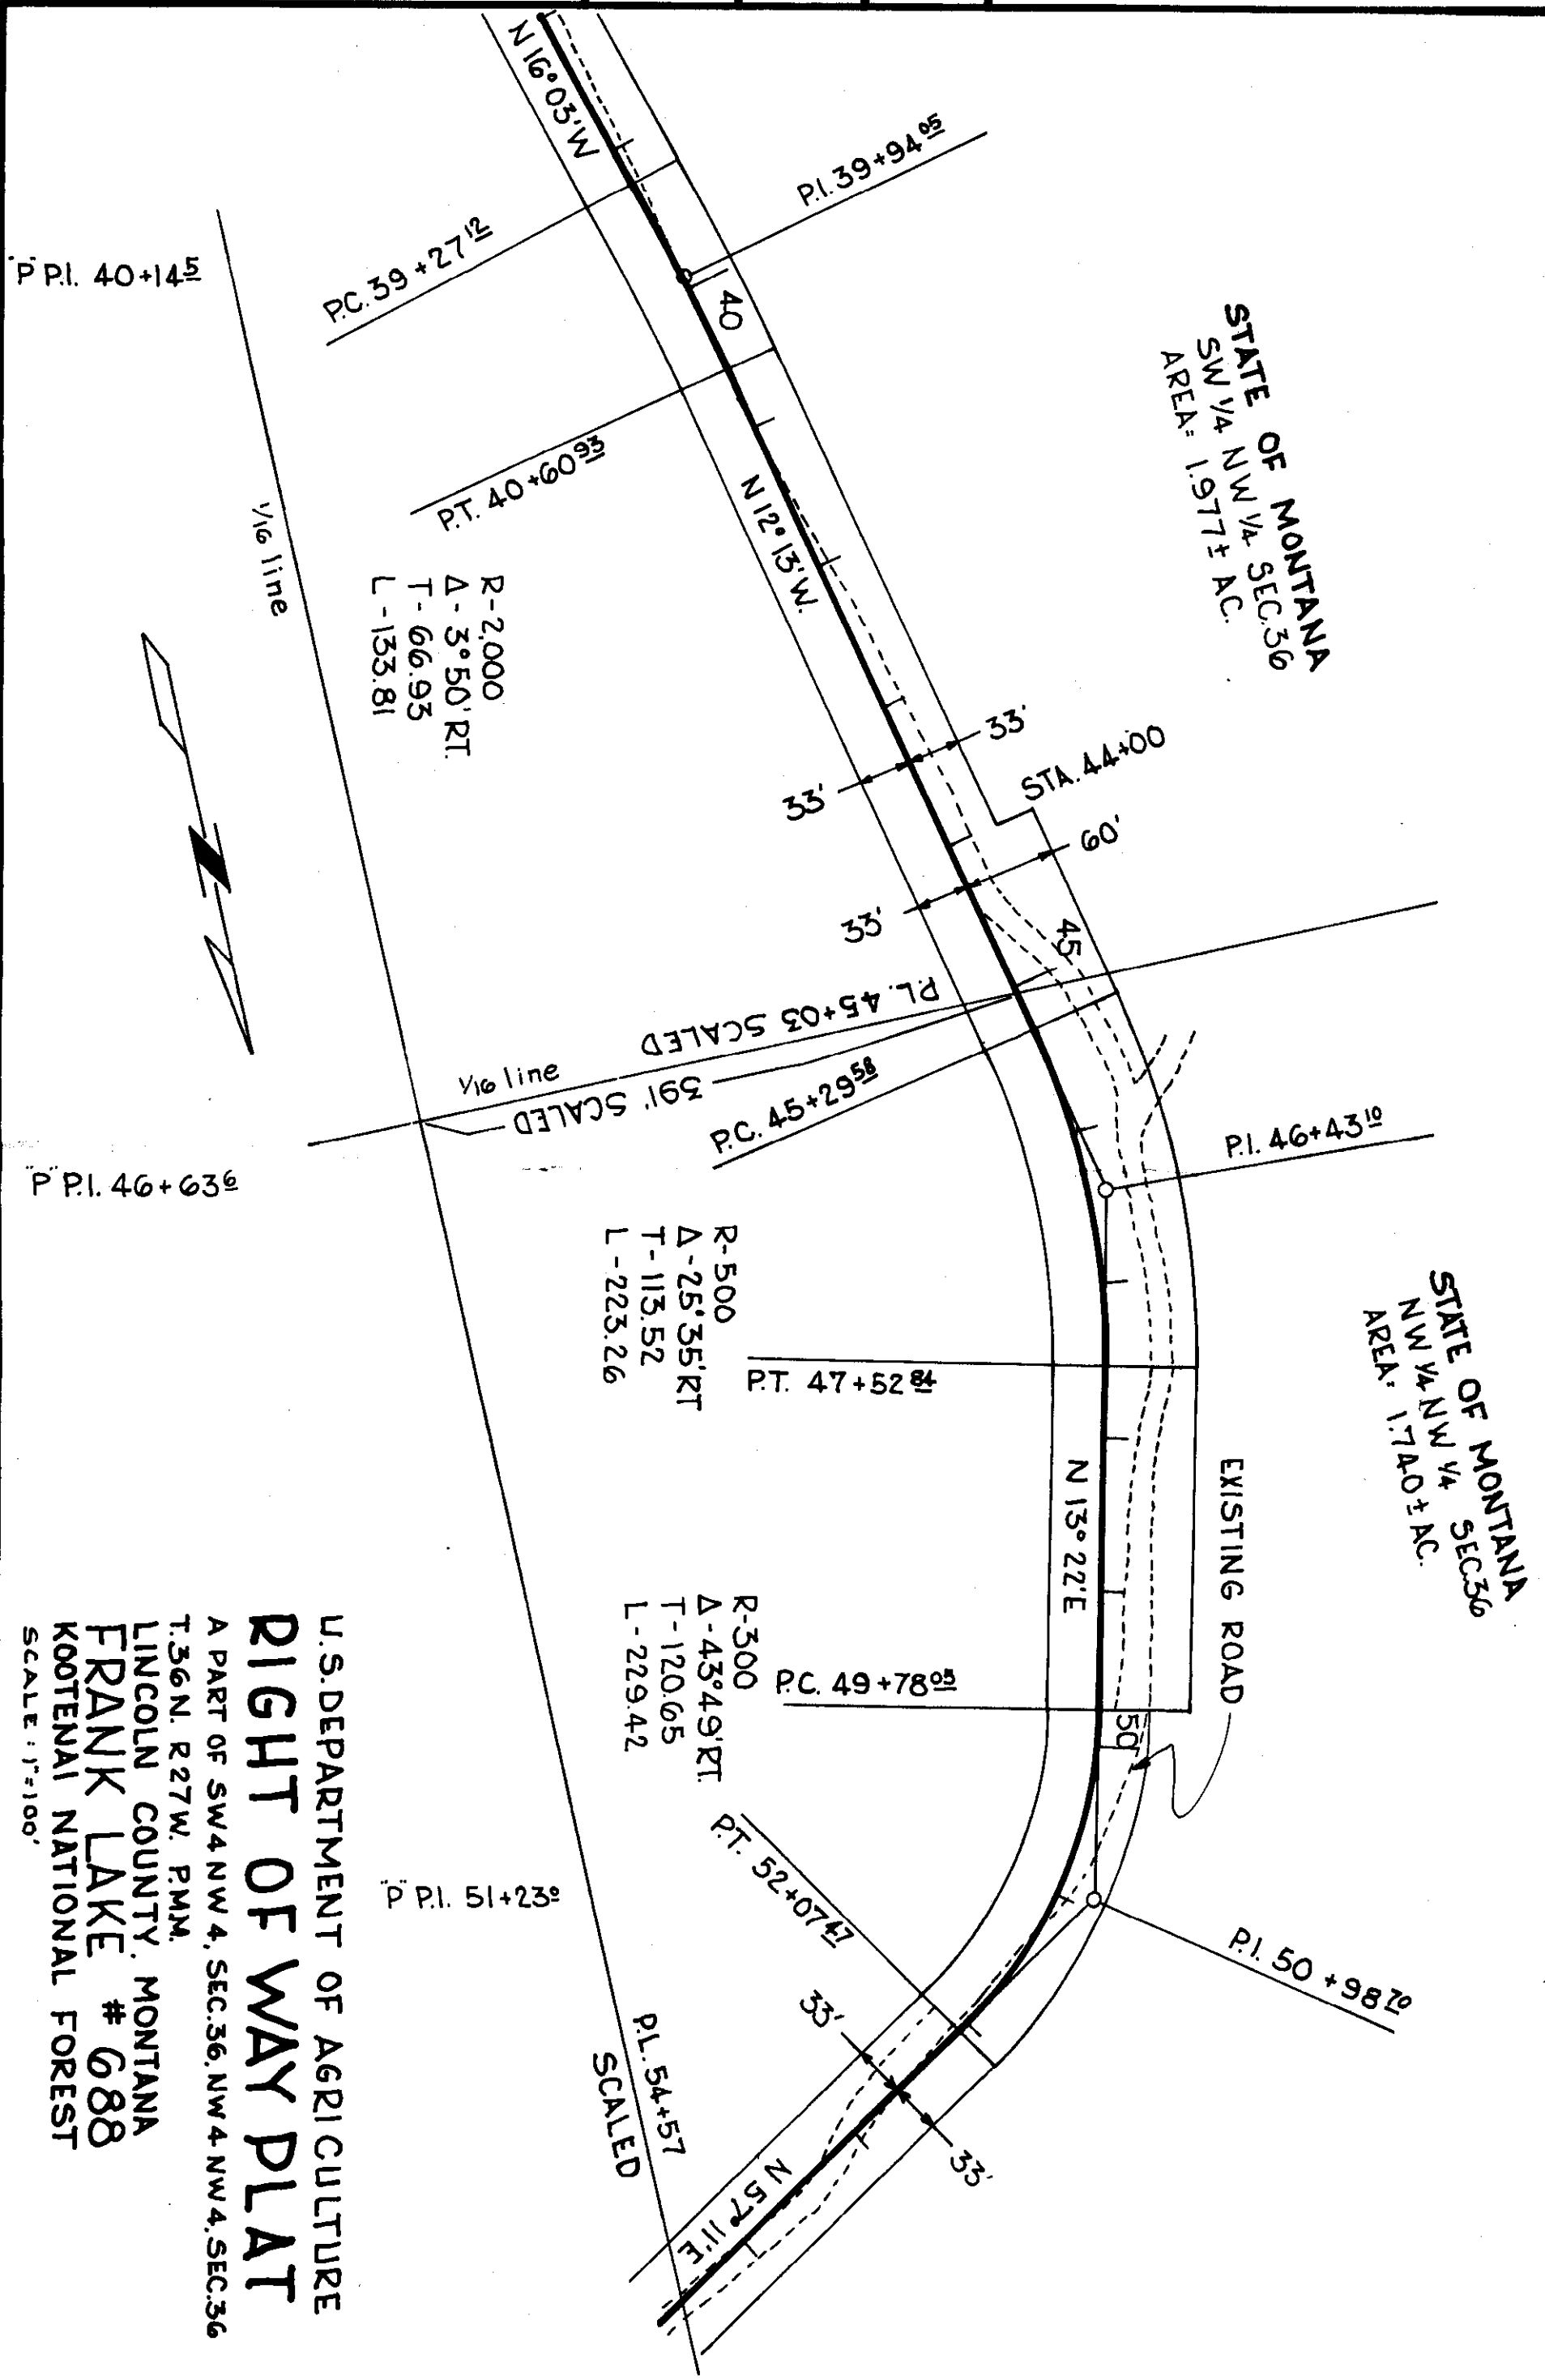 U.S. DEPARTMENT OF AGRICULTURE
RIGHT OF WAY PLAT
A PART OF SW4NW4, SEC.36, NW4NW4, SEC.36
T.36N. R27W. P.M.M.
LINCOLN COUNTY, MONTANA
FRANK LAKE # 688
KOOTENAI NATIONAL FOREST
SCALE: 1"=100'
STATE OF MONTANA
SW 1/4 NW 1/4 SEC.36
AREA= 1.977± AC.
STATE OF MONTANA
NW 1/4 NW 1/4 SEC36
AREA= 1.740± AC.
N 16° 03' W
P.C. 39+27 12
P.I. 39+94 05
40
P.T. 40+60 93
N 12° 13' W.
R-2,000
Δ-3°50' RT.
T-66.93
L-133.81
"P" P.I. 40+14 5
1/16 line
33'
33'
STA. 44+00
60'
33'
45
P.L. 45+03 SCALED
1/16 line
391' SCALED
P.C. 45+29 58
P.I. 46+43 10
"P" P.I. 46+63 6
R-500
Δ-25°35' RT
T-113.52
L-223.26
P.T. 47+52 84
N 13° 22' E
EXISTING ROAD
R-300
Δ-43°49' RT.
T-120.65
L-229.42
P.C. 49+78 05
50
P.I. 50+98 70
"P" P.I. 51+23 0
P.T. 52+07 47
33'
33'
P.L. 54+57
SCALED
N 57° 11' E